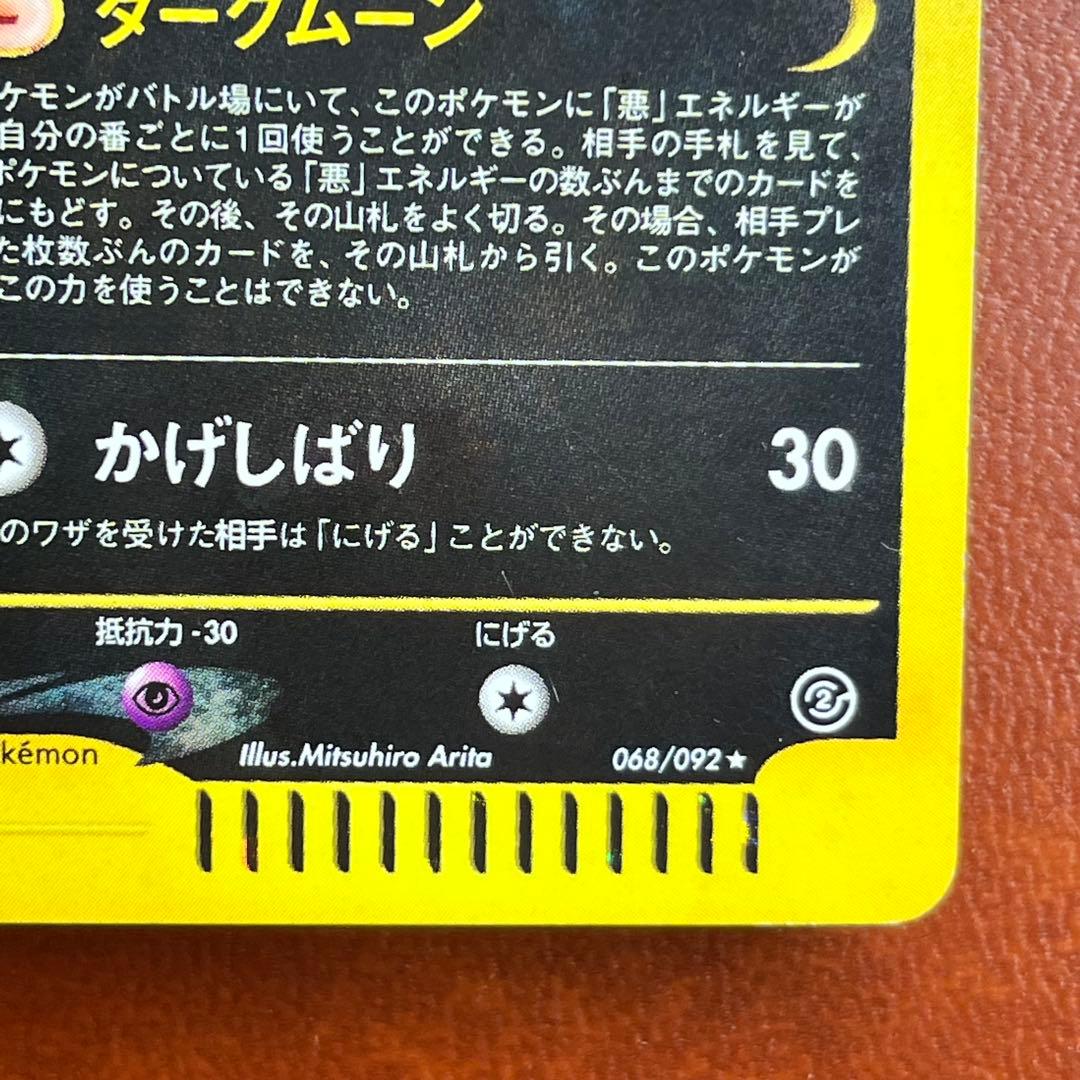 ダークムーン
ケモンがバトル場にいて、このポケモンに「悪」エネルギーが
自分の番ごとに1回使うことができる。相手の手札を見て、
ポケモンについている「悪」エネルギーの数ぶんまでのカードを
にもどす。その後、その山札をよく切る。その場合、相手プレ
た枚数ぶんのカードを、その山札から引く。このポケモンが
この力を使うことはできない。
かげしばり 30
のワザを受けた相手は「にげる」ことができない。
抵抗力 -30 にげる
2
kémon Illus.Mitsuhiro Arita 068/092★